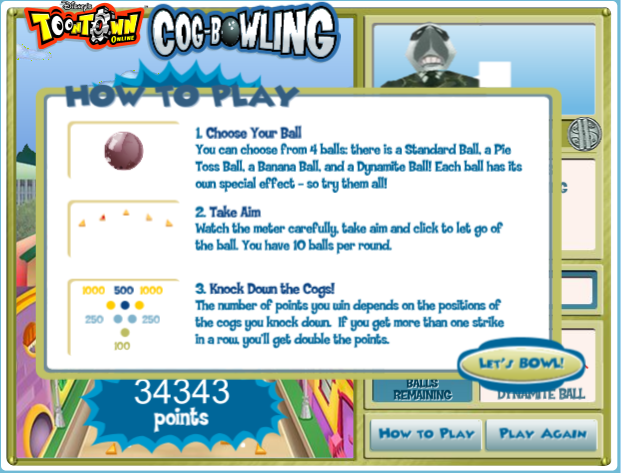 Disney's
TOONTOWN
ONLINE
COG-BOWLING
HOW TO PLAY
1. Choose Your Ball
You can choose from 4 balls: there is a Standard Ball, a Pie
Toss Ball, a Banana Ball, and a Dynamite Ball! Each ball has its
own special effect - so try them all!
2. Take Aim
Watch the meter carefully, take aim and click to let go of
the ball. You have 10 balls per round.
1000 500 1000
250 250
100
3. Knock Down the Cogs!
The number of points you win depends on the positions of
the cogs you knock down. If you get more than one strike
in a row, you'll get double the points.
LET'S BOWL!
34343
points
BALLS
REMAINING
DYNAMITE BALL
HOW TO PLAY
PLAY AGAIN